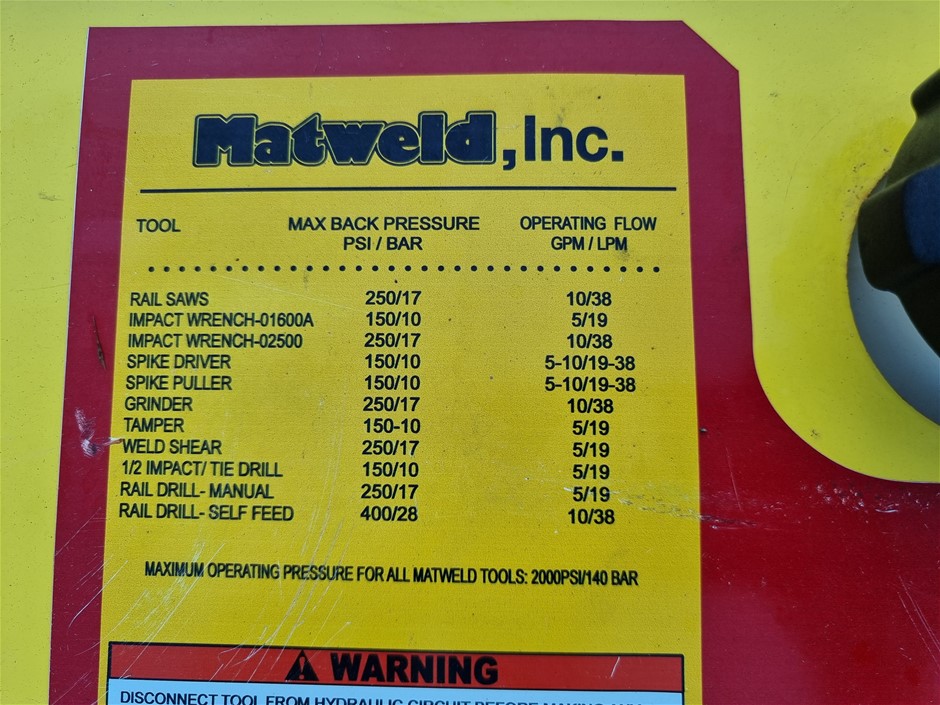 Matweld, Inc.
TOOL MAX BACK PRESSURE OPERATING FLOW
PSI / BAR GPM / LPM
RAIL SAWS 250/17 10/38
IMPACT WRENCH-01600A 150/10 5/19
IMPACT WRENCH-02500 250/17 10/38
SPIKE DRIVER 150/10 5-10/19-38
SPIKE PULLER 150/10 5-10/19-38
GRINDER 250/17 10/38
TAMPER 150-10 5/19
WELD SHEAR 250/17 5/19
1/2 IMPACT/ TIE DRILL 150/10 5/19
RAIL DRILL- MANUAL 250/17 5/19
RAIL DRILL- SELF FEED 400/28 10/38
MAXIMUM OPERATING PRESSURE FOR ALL MATWELD TOOLS: 2000PSI/140 BAR
WARNING
DISCONNECT TOOL FROM HYDRAULIC CIRCUIT BEFORE MAKING ANY